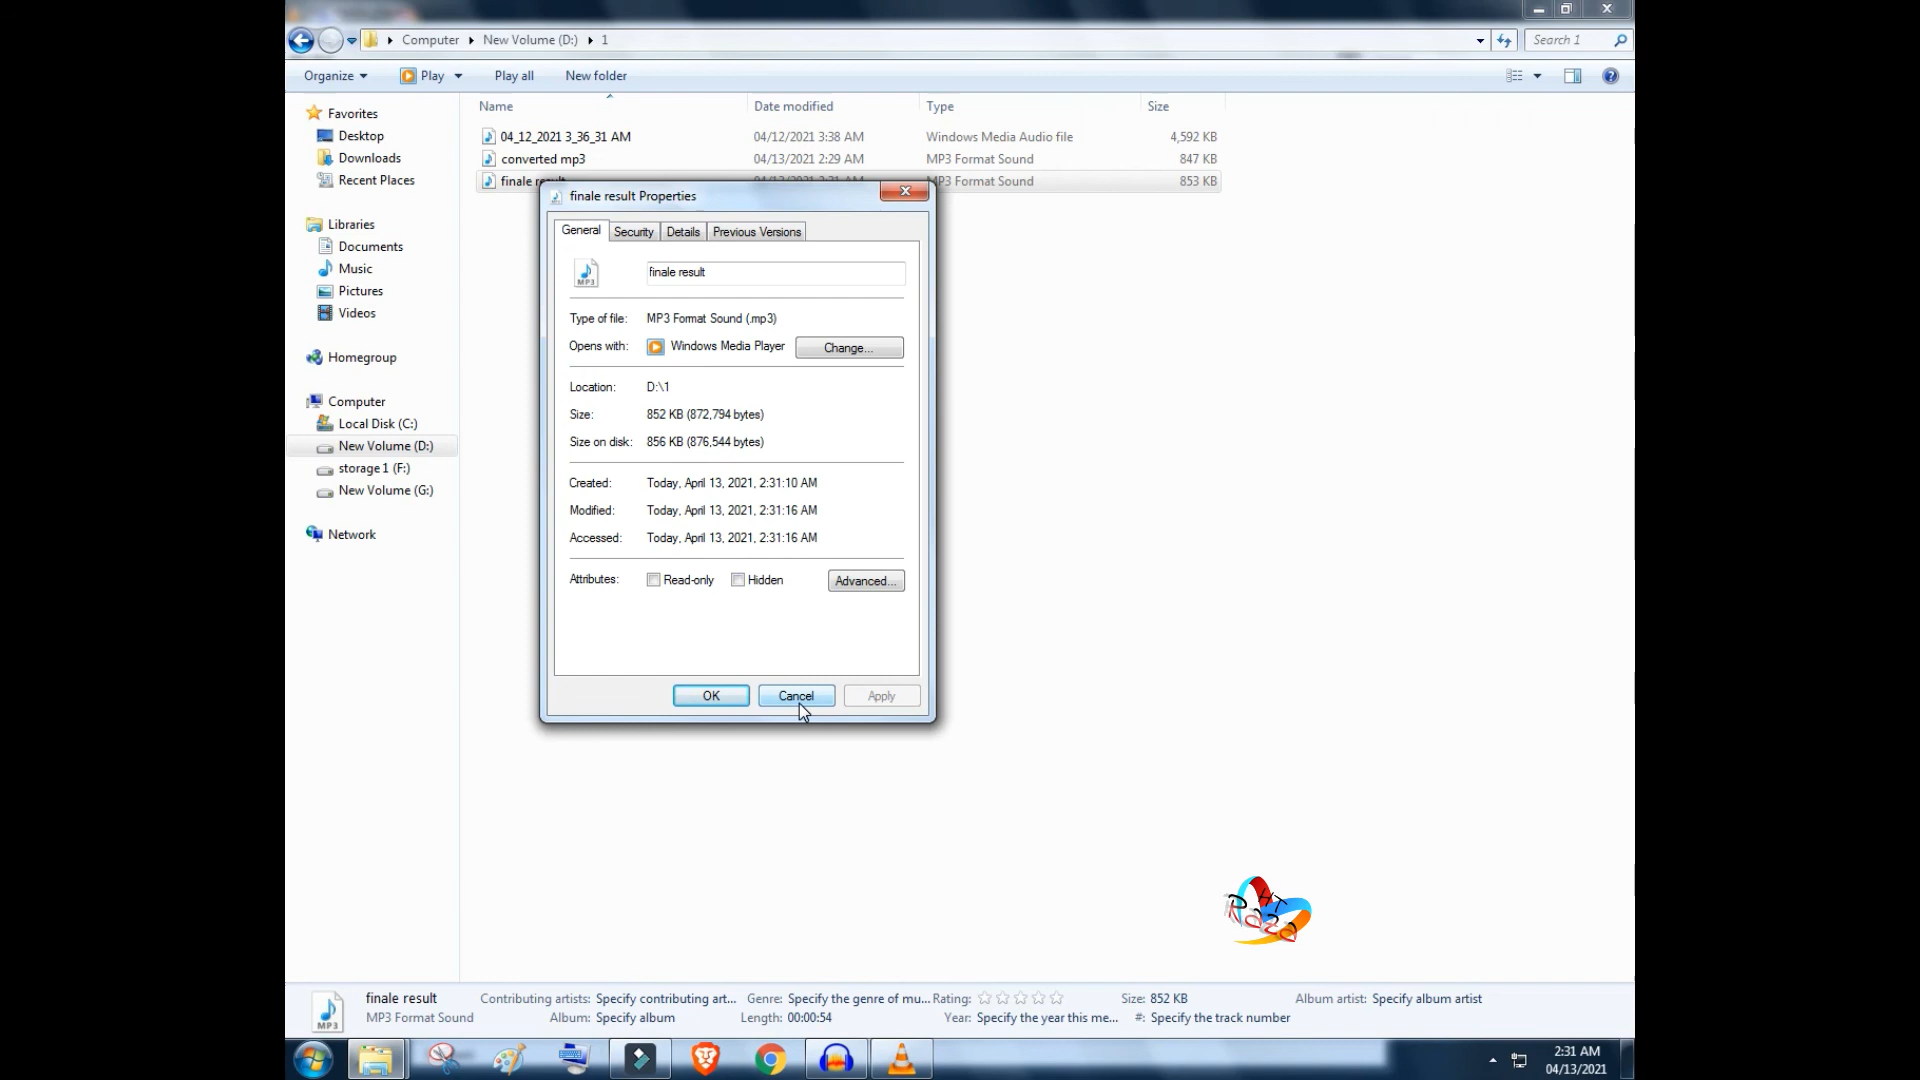 Computer ▸ New Volume (D:) ▸ 1
Search 1
Organize Play Play all New folder
Name Date modified Type Size
Favorites
Desktop
Downloads
Recent Places
Libraries
Documents
Music
Pictures
Videos
Homegroup
Computer
Local Disk (C:)
New Volume (D:)
storage 1 (F:)
New Volume (G:)
Network
04_12_2021 3_36_31 AM 04/12/2021 3:38 AM Windows Media Audio file 4,592 KB
converted mp3 04/13/2021 2:29 AM MP3 Format Sound 847 KB
finale result 04/13/2021 2:31 AM MP3 Format Sound 853 KB
finale result Properties
General Security Details Previous Versions
MP3
finale result
Type of file: MP3 Format Sound (.mp3)
Opens with: Windows Media Player Change...
Location: D:\1
Size: 852 KB (872,794 bytes)
Size on disk: 856 KB (876,544 bytes)
Created: Today, April 13, 2021, 2:31:10 AM
Modified: Today, April 13, 2021, 2:31:16 AM
Accessed: Today, April 13, 2021, 2:31:16 AM
Attributes: Read-only Hidden Advanced...
OK Cancel Apply
MP3
finale result Contributing artists: Specify contributing art... Genre: Specify the genre of mu... Rating: Size: 852 KB Album artist: Specify album artist
MP3 Format Sound Album: Specify album Length: 00:00:54 Year: Specify the year this me... #: Specify the track number
2:31 AM
04/13/2021